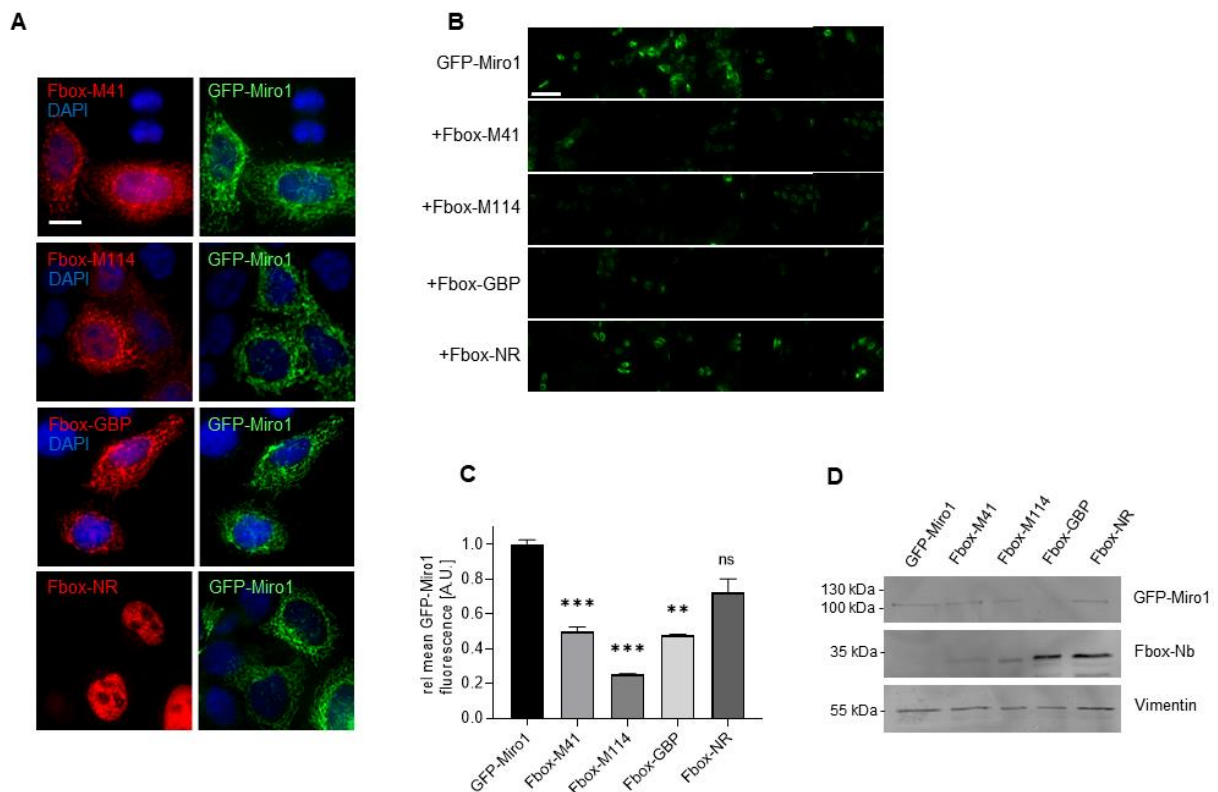 A
Fbox-M41
DAPI
GFP-Miro1
Fbox-M114
DAPI
GFP-Miro1
Fbox-GBP
DAPI
GFP-Miro1
Fbox-NR
GFP-Miro1
B
GFP-Miro1
+Fbox-M41
+Fbox-M114
+Fbox-GBP
+Fbox-NR
C
rel mean GFP-Miro1
fluorescence [A.U.]
1.0
0.8
0.6
0.4
0.2
0.0
***
***
**
ns
GFP-Miro1
Fbox-M41
Fbox-M114
Fbox-GBP
Fbox-NR
D
GFP-Miro1
Fbox-M41
Fbox-M114
Fbox-GBP
Fbox-NR
130 kDa
100 kDa
GFP-Miro1
35 kDa
Fbox-Nb
55 kDa
Vimentin